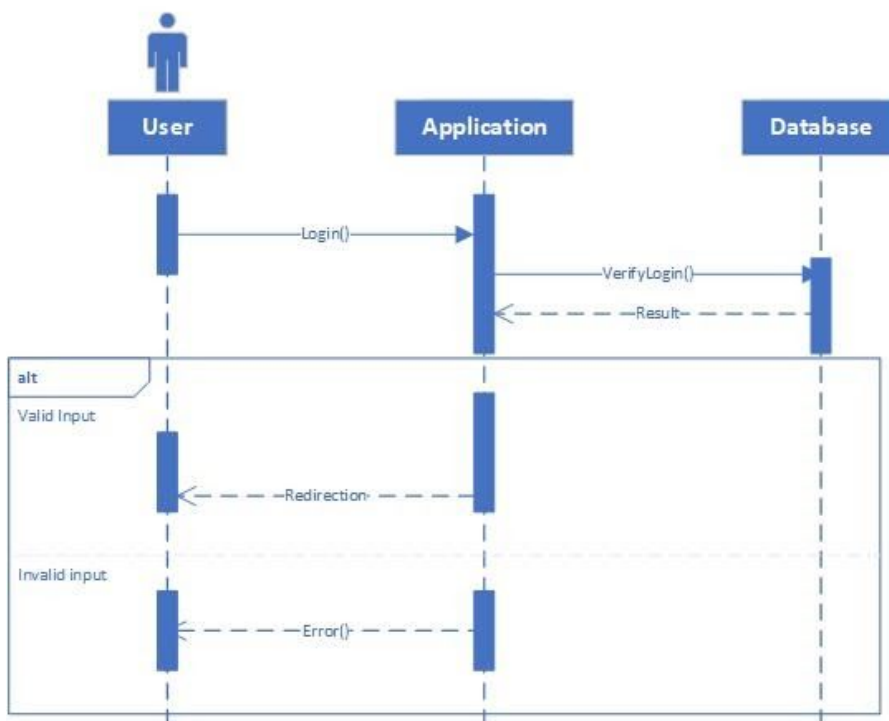 User
Application
Database
Login()
VerifyLogin()
Result
alt
Valid Input
Redirection
Invalid input
Error()